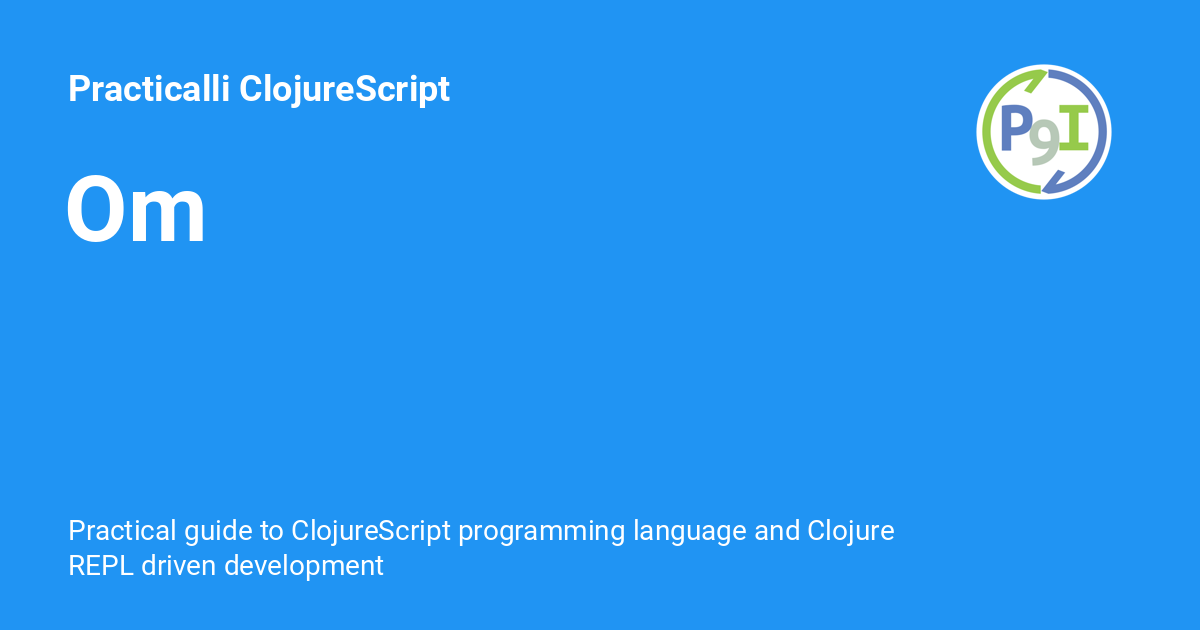 Practicalli ClojureScript
P9I
Om
Practical guide to ClojureScript programming language and Clojure
REPL driven development